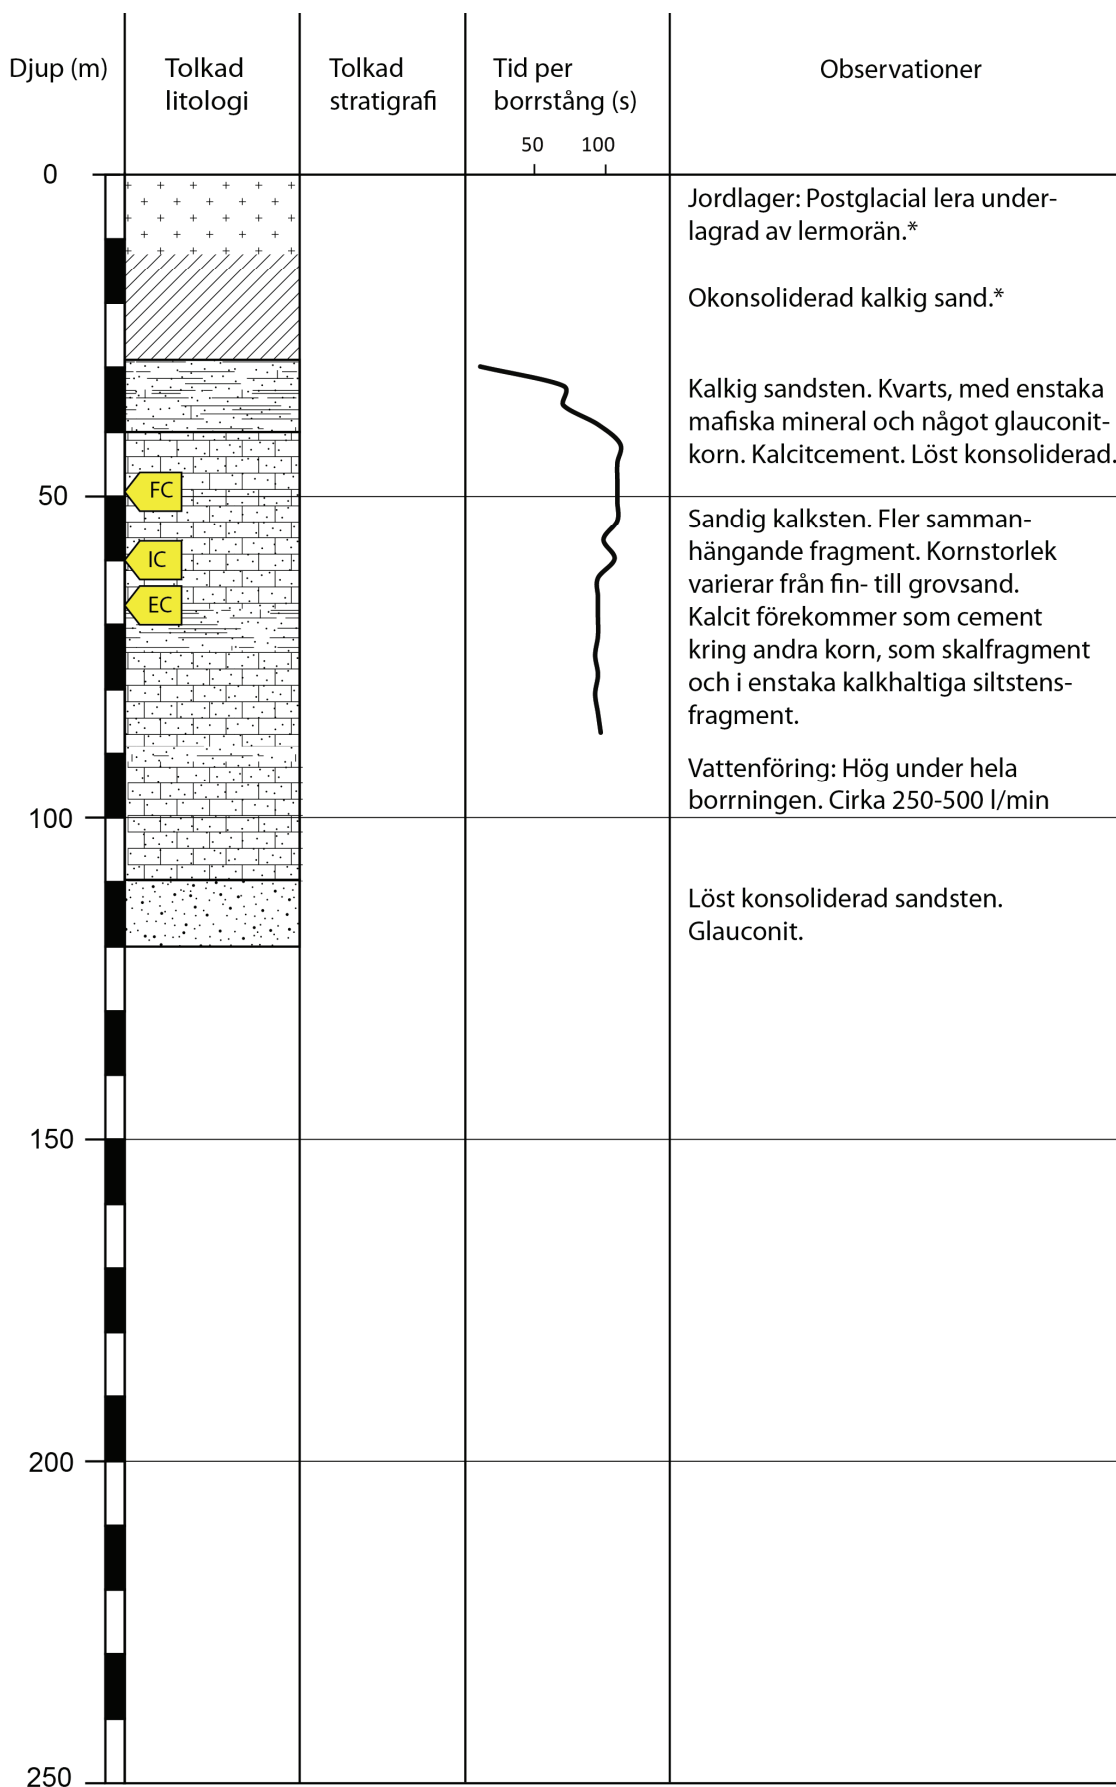 Djup (m)
Tolkad
litologi
Tolkad
stratigrafi
Tid per
borrstång (s)
Observationer
50 100
0
Jordlager: Postglacial lera under-
lagrad av lermorän.*
Okonsoliderad kalkig sand.*
Kalkig sandsten. Kvarts, med enstaka
mafiska mineral och något glauconit-
korn. Kalcitcement. Löst konsoliderad.
FC
50
Sandig kalksten. Fler samman-
hängande fragment. Kornstorlek
varierar från fin- till grovsand.
Kalcit förekommer som cement
kring andra korn, som skalfragment
och i enstaka kalkhaltiga siltstens-
fragment.
IC
EC
Vattenföring: Hög under hela
borrningen. Cirka 250-500 l/min
100
Löst konsoliderad sandsten.
Glauconit.
150
200
250